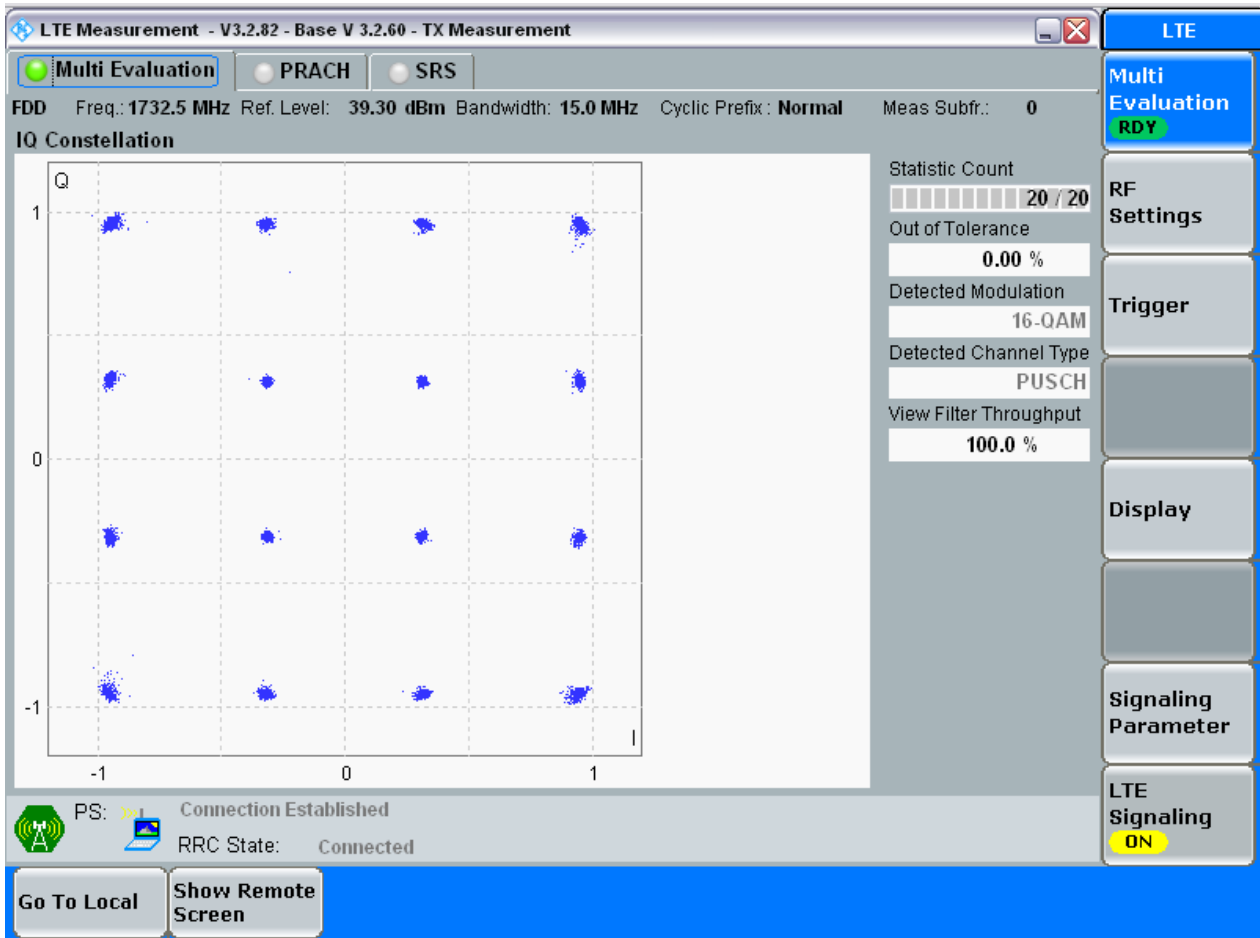 LTE Measurement - V3.2.82 - Base V 3.2.60 - TX Measurement
LTE
Multi Evaluation PRACH SRS
Multi
Evaluation
RDY
FDD Freq.: 1732.5 MHz Ref. Level: 39.30 dBm Bandwidth: 15.0 MHz Cyclic Prefix : Normal Meas Subfr.: 0
IQ Constellation
Q
1
0
-1
I
-1 0 1
Statistic Count
20 / 20
Out of Tolerance
0.00 %
Detected Modulation
16-QAM
Detected Channel Type
PUSCH
View Filter Throughput
100.0 %
RF
Settings
Trigger
Display
Signaling
Parameter
LTE
Signaling
ON
PS: Connection Established
RRC State: Connected
Go To Local
Show Remote
Screen